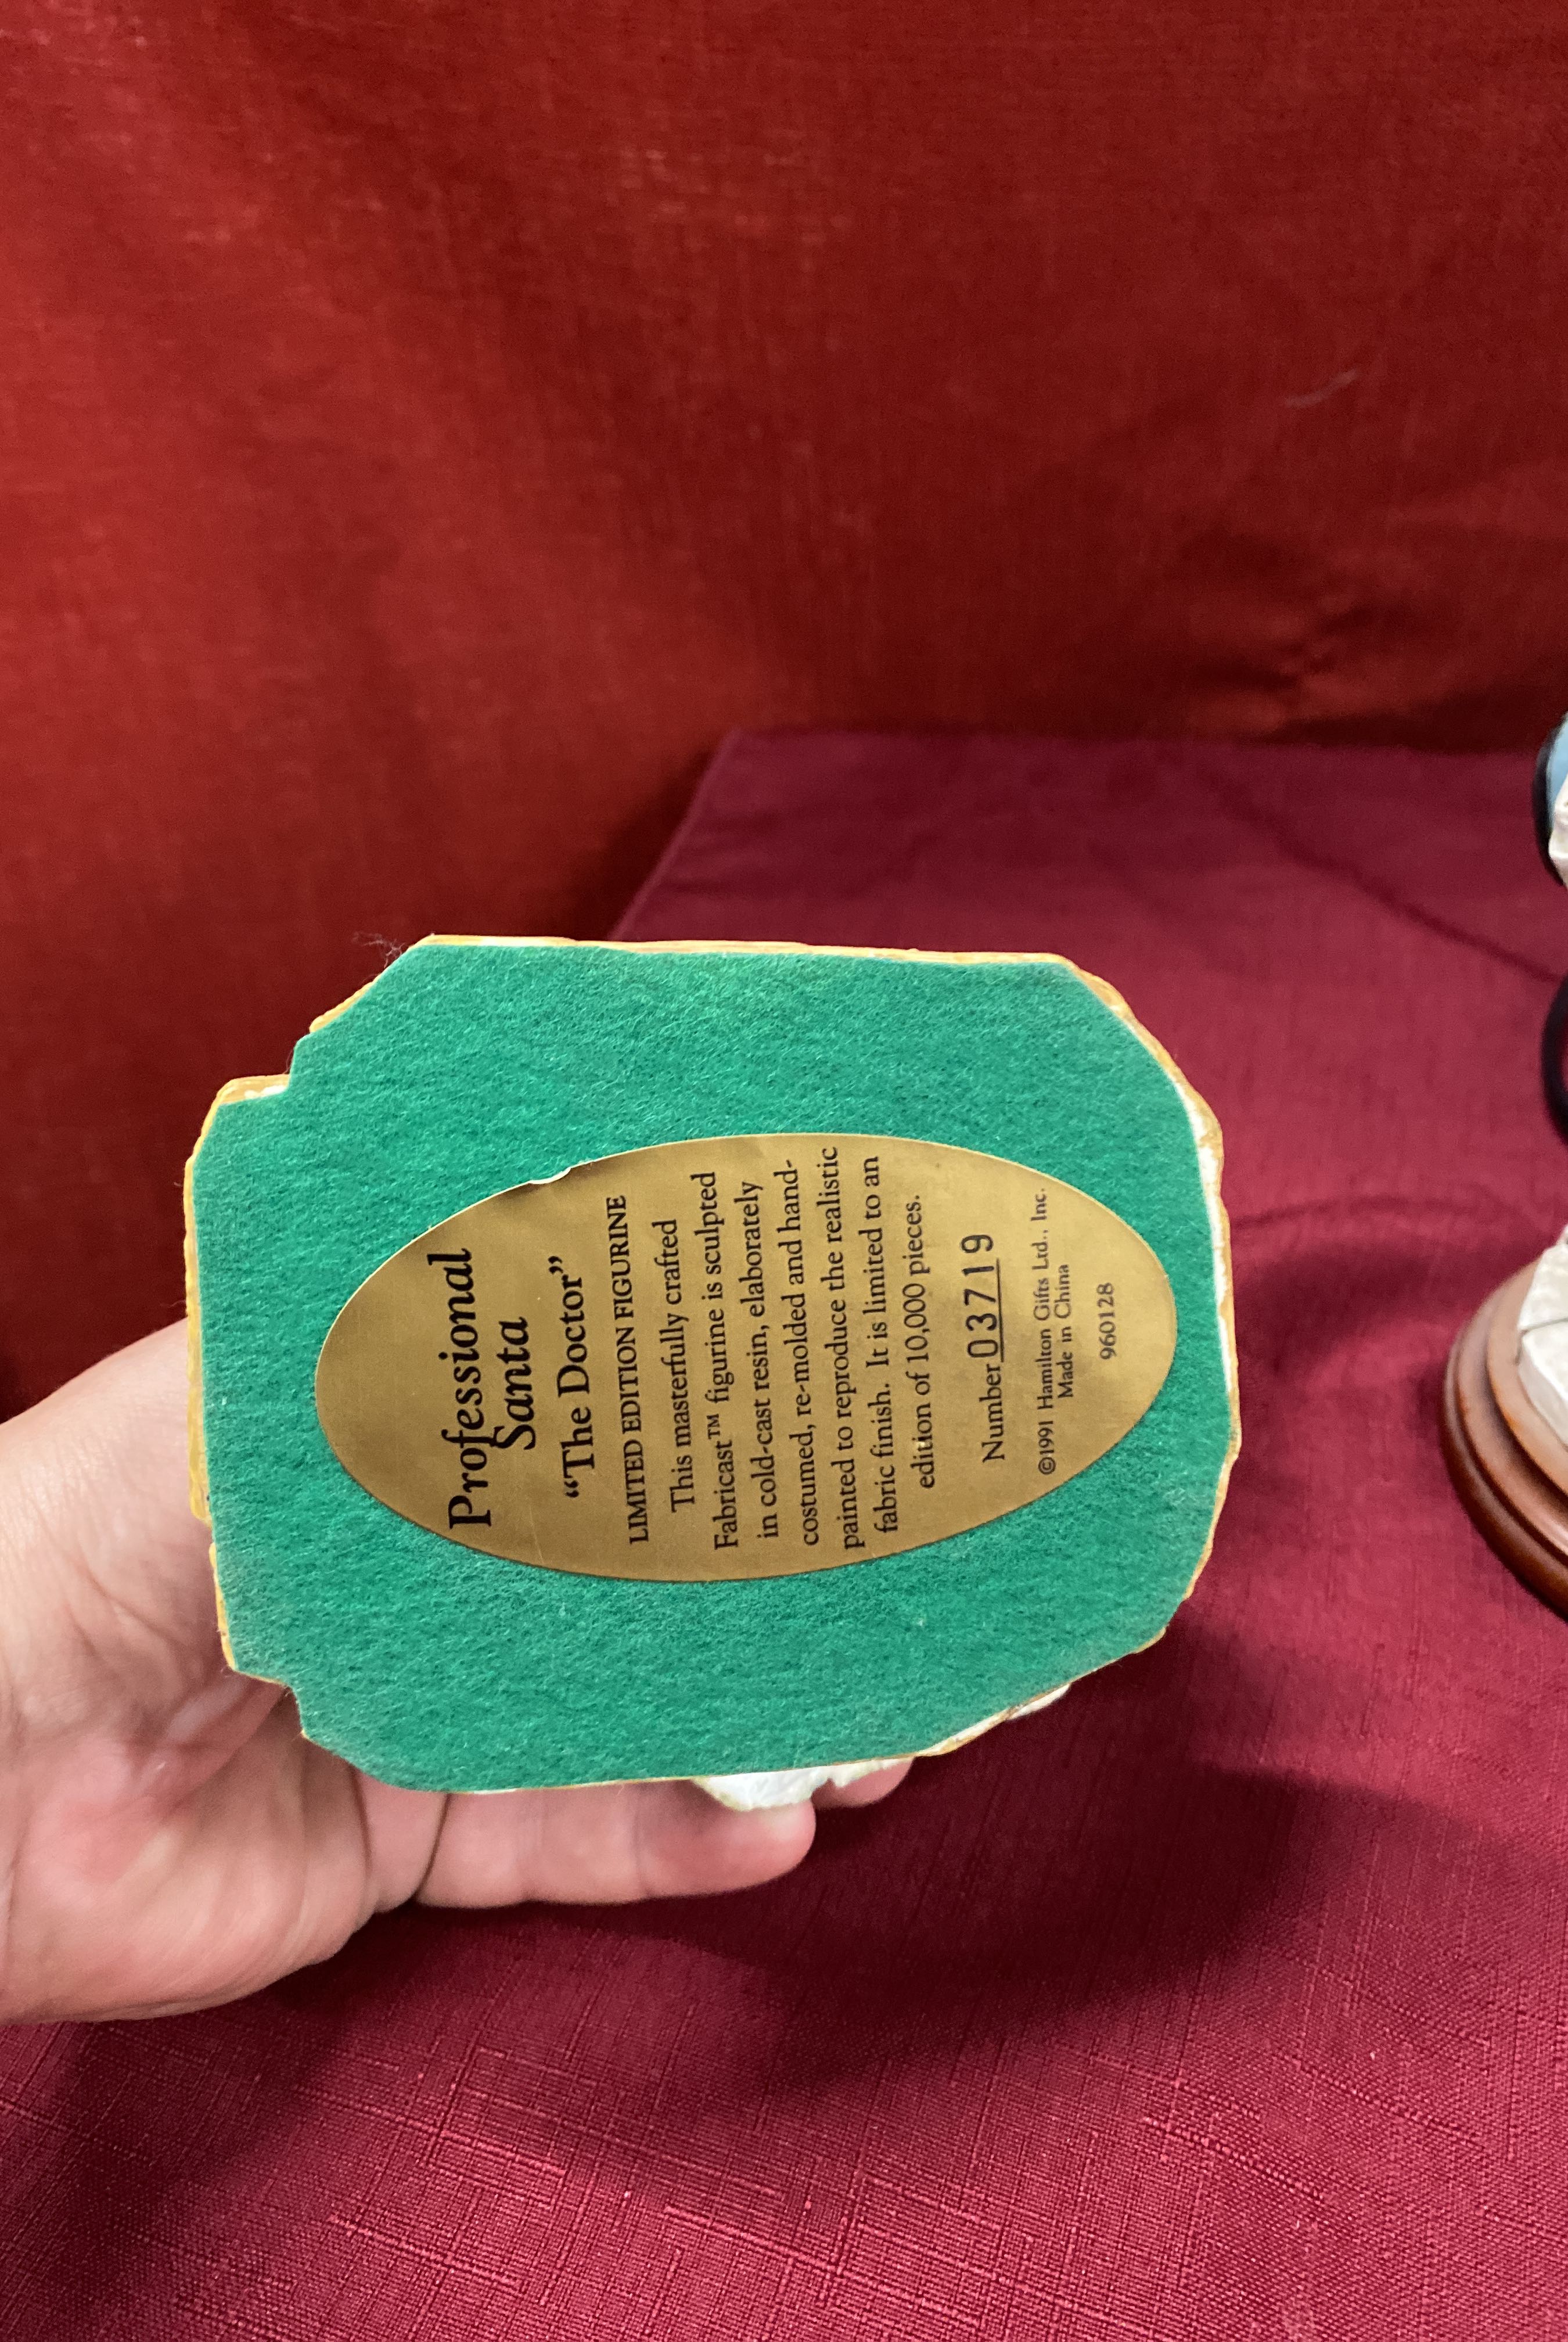 Professional
Santa
“The Doctor”
LIMITED EDITION FIGURINE
This masterfully crafted
Fabricast™ figurine is sculpted
in cold-cast resin, elaborately
costumed, re-molded and hand-
painted to reproduce the realistic
fabric finish. It is limited to an
edition of 10,000 pieces.
Number 03719
©1991 Hamilton Gifts Ltd., Inc.
Made in China
960128